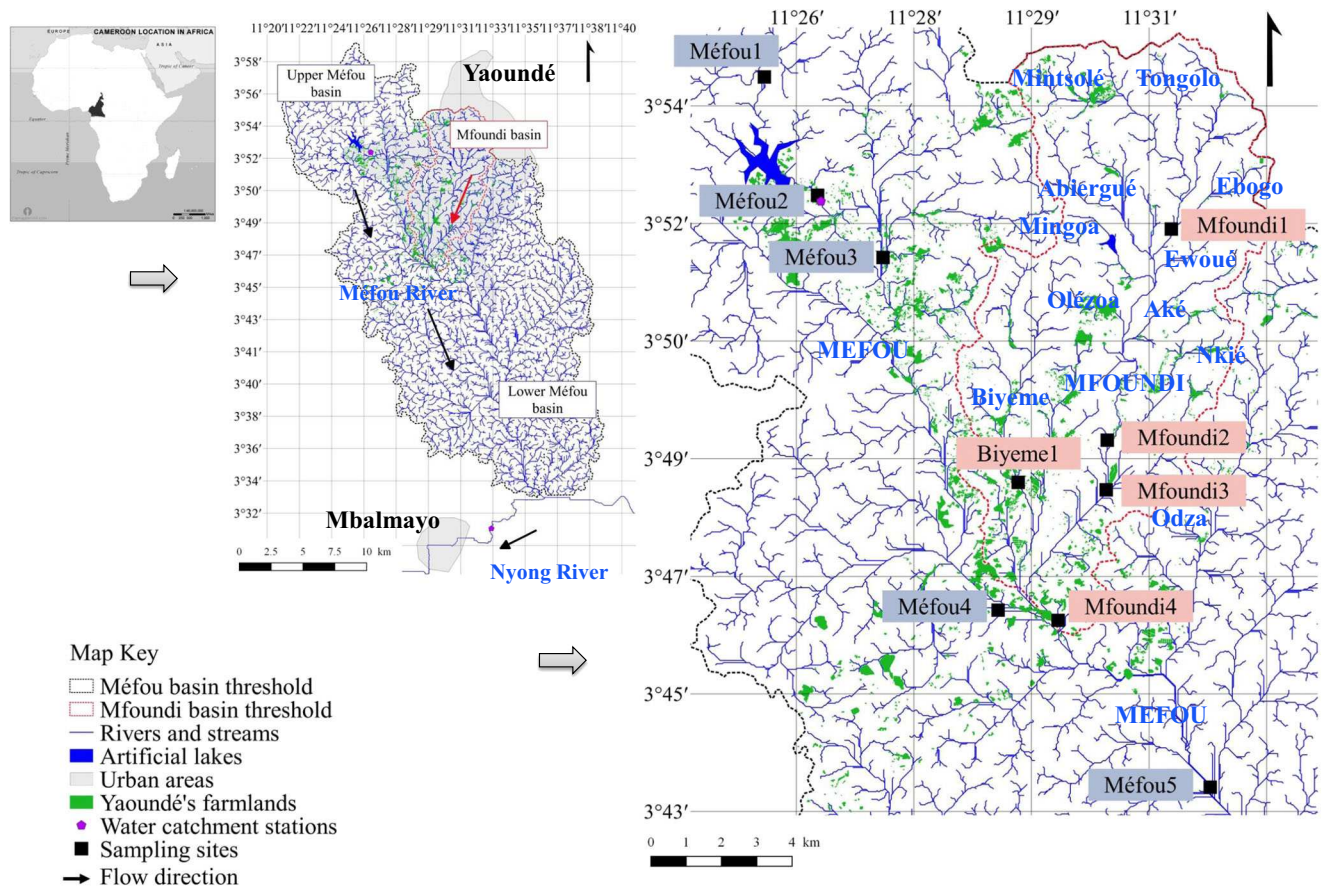 EUROPE
CAMEROON LOCATION IN AFRICA
ASIA
11°20′ 11°22′ 11°24′ 11°26′ 11°28′ 11°29′ 11°31′ 11°33′ 11°35′ 11°38′ 11°40′
3°58′
3°56′
3°54′
3°52′
3°50′
3°49′
3°47′
3°45′
3°43′
3°41′
3°40′
3°38′
3°36′
3°34′
3°32′
Upper Méfou
basin
Yaoundé
Mfoundi basin
Méfou River
Lower Méfou
basin
Mbalmayo
Nyong River
0 2.5 5 7.5 10 km
Map Key
Méfou basin threshold
Mfoundi basin threshold
Rivers and streams
Artificial lakes
Urban areas
Yaoundé's farmlands
Water catchment stations
Sampling sites
Flow direction
11°26′ 11°28′ 11°29′ 11°31′
3°54′
3°52′
3°50′
3°49′
3°47′
3°45′
3°43′
Méfou1
Mintsolé
Tongolo
Méfou2
Abiergué
Ebogo
Mingoa
Mfoundi1
Méfou3
Ewoué
Olézoa
Aké
MEFOU
Nkié
MFOUNDI
Biyeme
Mfoundi2
Biyeme1
Mfoundi3
Odza
Méfou4
Mfoundi4
MEFOU
Méfou5
0 1 2 3 4 km